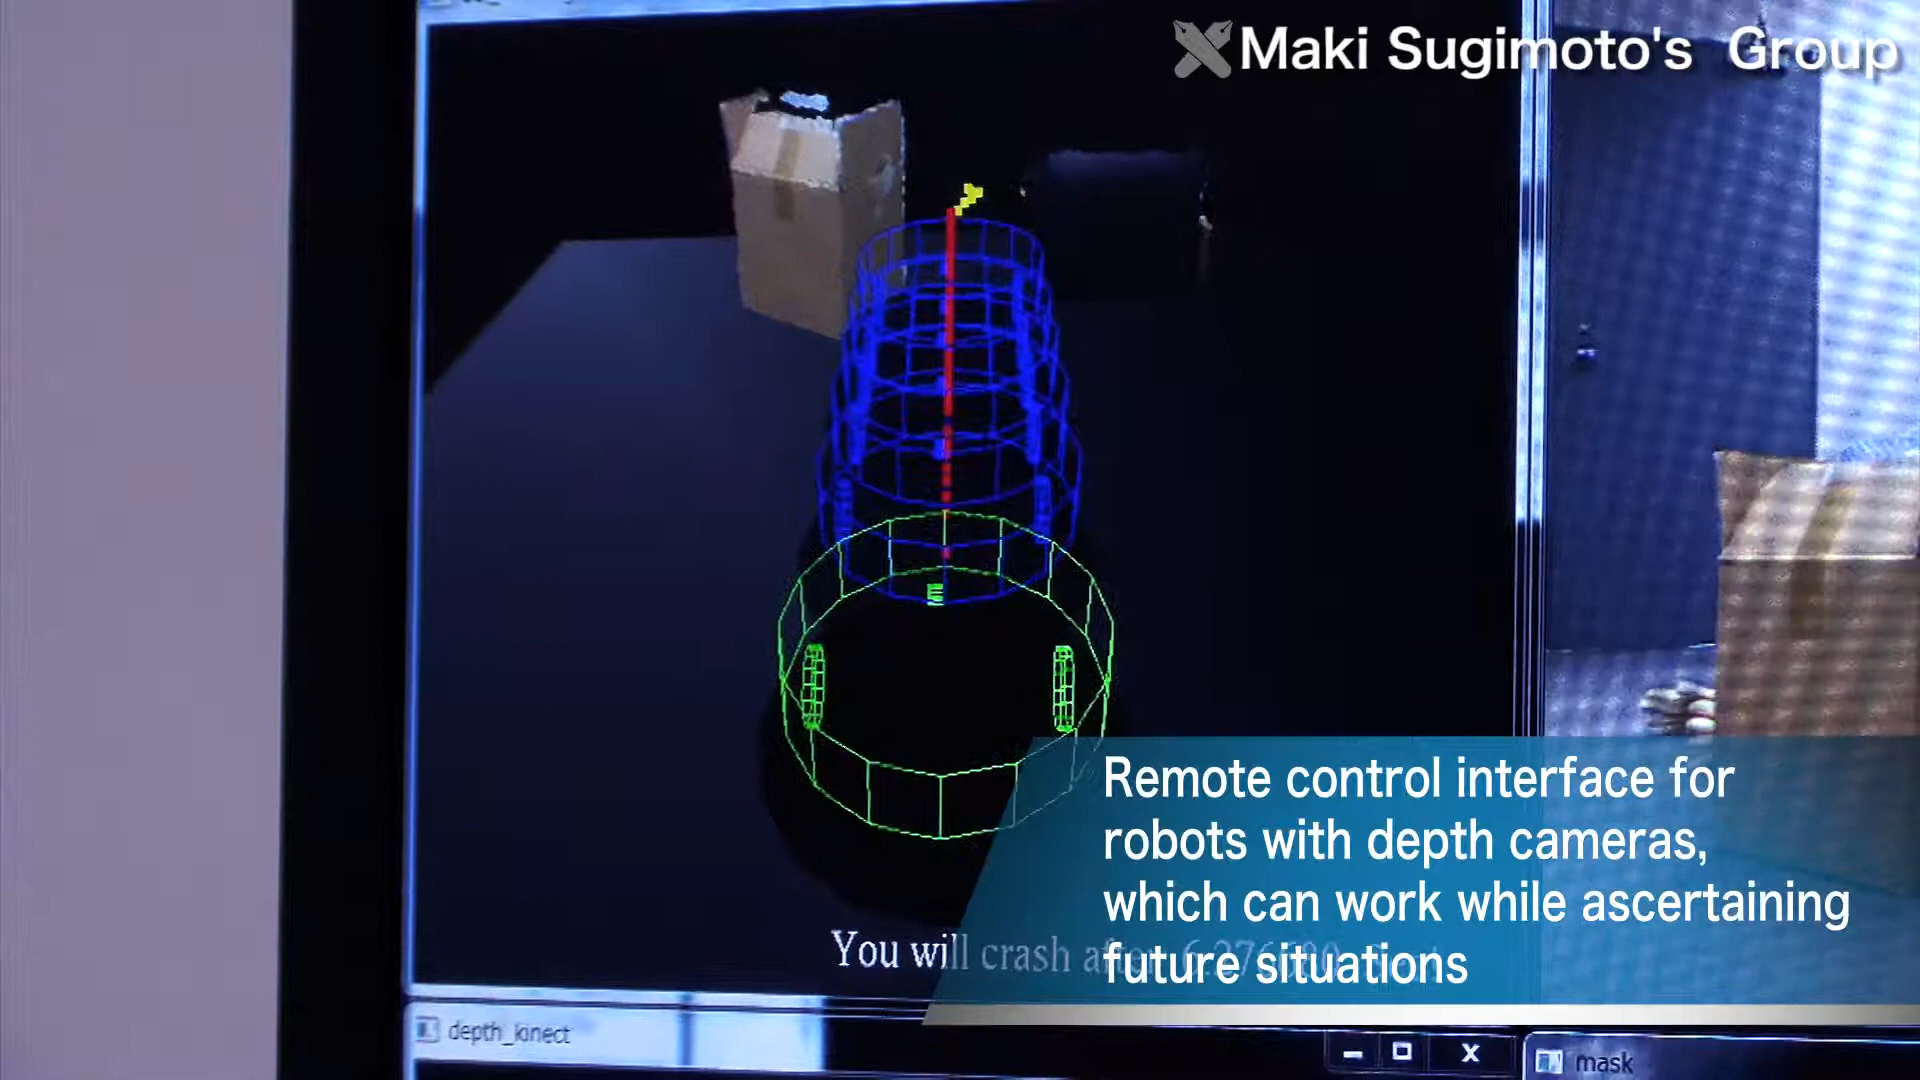 Maki Sugimoto's Group
Remote control interface for
robots with depth cameras,
which can work while ascertaining
future situations
You will crash after
depth_kinect
mask